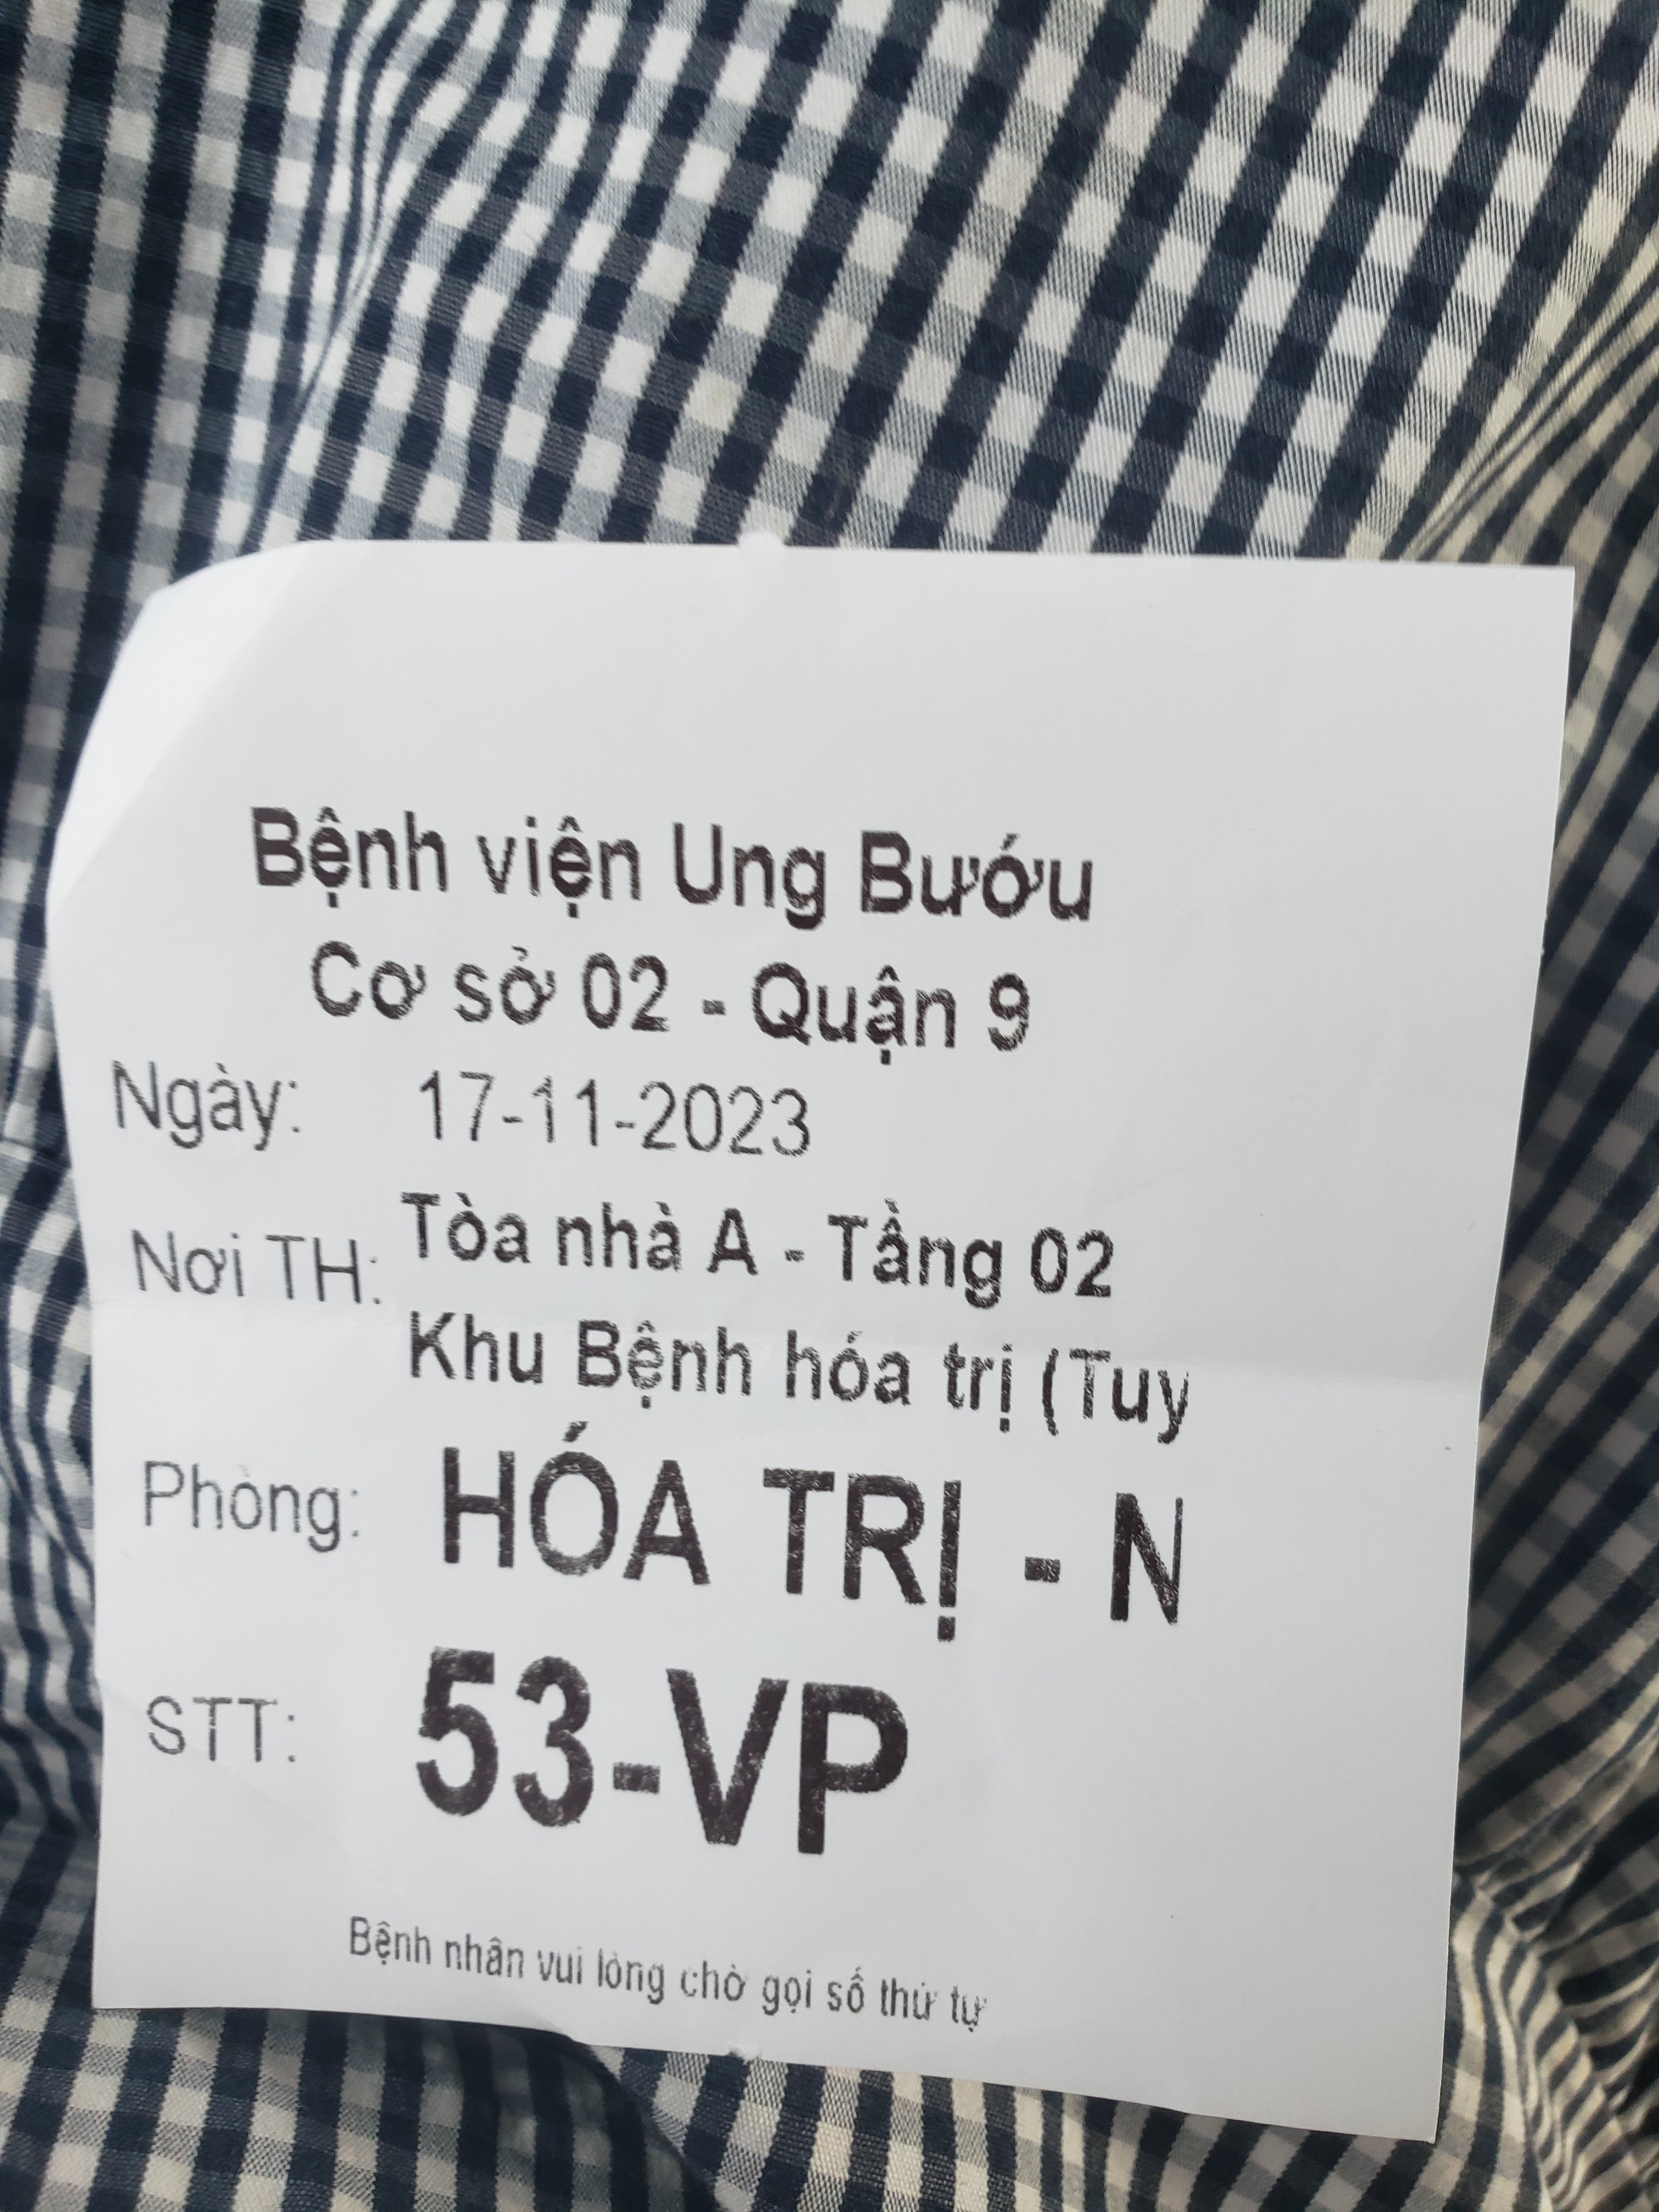 Bệnh viện Ung Bướu
Cơ sở 02 - Quận 9
Ngày: 17-11-2023
Nơi TH: Tòa nhà A - Tầng 02
Khu Bệnh hóa trị (Tuy
Phòng: HÓA TRỊ - N
STT: 53-VP
Bệnh nhân vui lòng chờ gọi số thứ tự